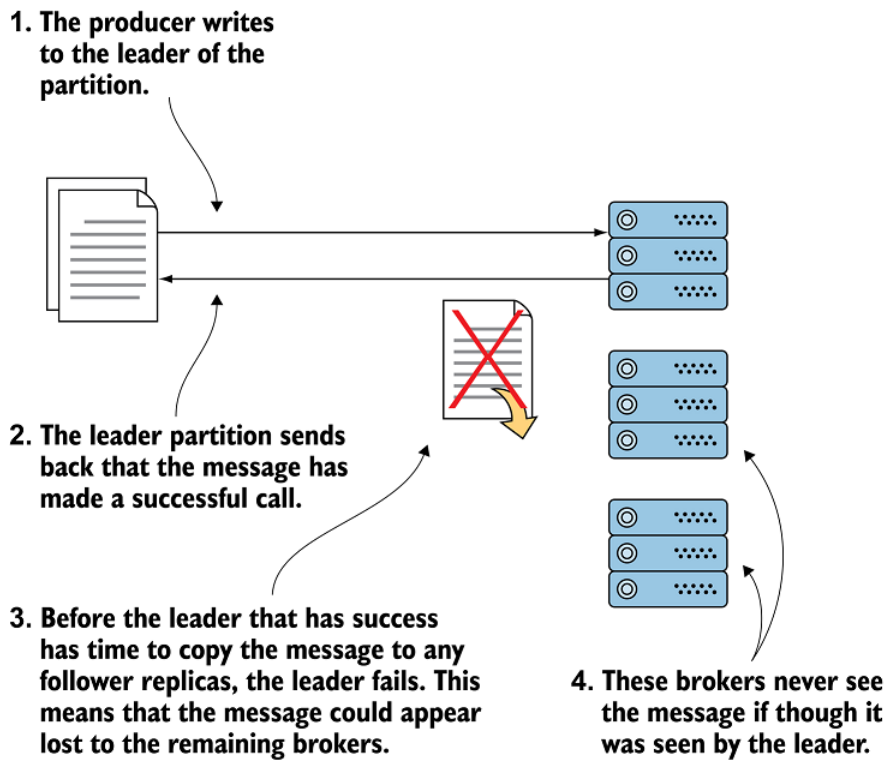 1. The producer writes
to the leader of the
partition.
2. The leader partition sends
back that the message has
made a successful call.
3. Before the leader that has success
has time to copy the message to any
follower replicas, the leader fails. This
means that the message could appear
lost to the remaining brokers.
4. These brokers never see
the message if though it
was seen by the leader.